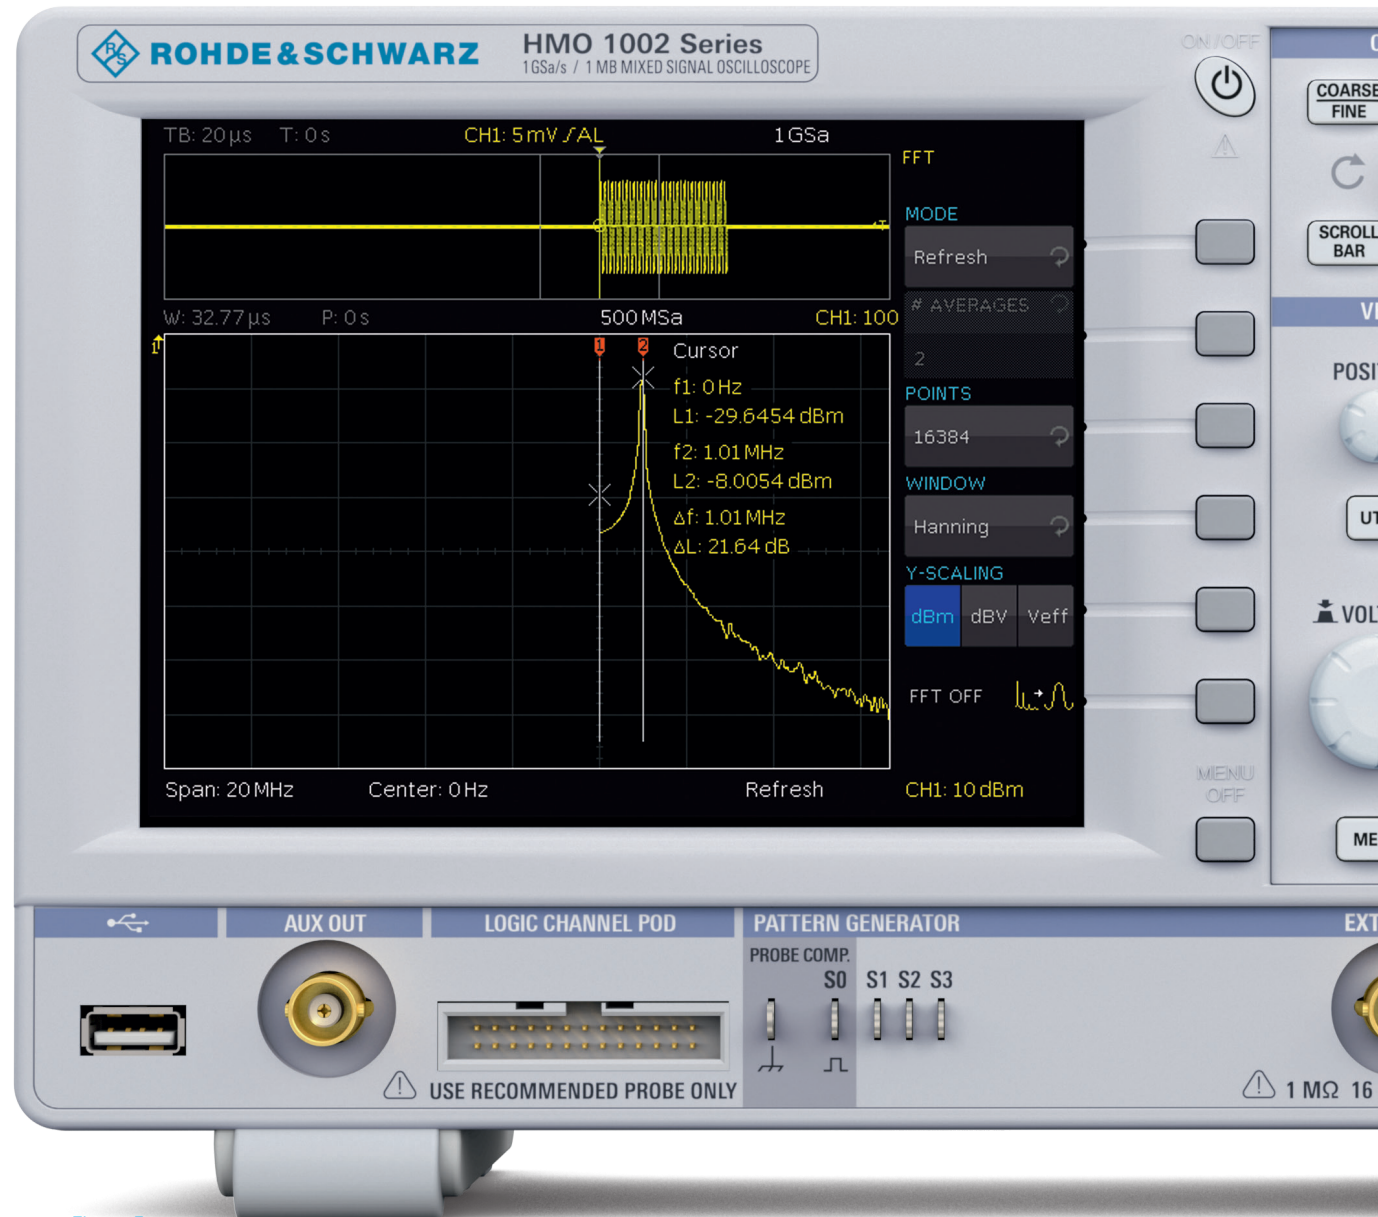 ROHDE&SCHWARZ
HMO 1002 Series
1GSa/s / 1 MB MIXED SIGNAL OSCILLOSCOPE
ON/OFF
COARSE
FINE
SCROLL
BAR
TB: 20µs T: 0s CH1: 5mV AL 1GSa
FFT
MODE
Refresh
# AVERAGES
2
POINTS
16384
WINDOW
Hanning
Y-SCALING
dBm dBV Veff
FFT OFF
W: 32.77µs P: 0s 500MSa CH1: 100
1 2 Cursor
f1: 0Hz
L1: -29.6454 dBm
f2: 1.01MHz
L2: -8.0054 dBm
Δf: 1.01MHz
ΔL: 21.64 dB
Span: 20MHz Center: 0Hz Refresh CH1: 10dBm
POSI
UT
VOL
MENU
OFF
ME
AUX OUT
LOGIC CHANNEL POD
PATTERN GENERATOR
EXT
PROBE COMP.
S0 S1 S2 S3
USE RECOMMENDED PROBE ONLY
1 MΩ 16